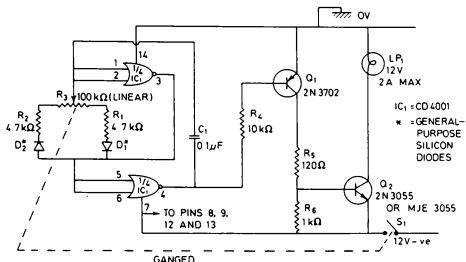 0V
14
1
2
1/4
IC1
3
R3
100kΩ(LINEAR)
R2
4.7kΩ
R1
4 7kΩ
D2*
D1*
C1
0 1µF
R4
10kΩ
Q1
2N3702
LP1
12V
2A MAX
IC1 = CD4001
* = GENERAL-
PURPOSE
SILICON
DIODES
R5
120Ω
5
6
1/4
IC1
4
7
TO PINS 8, 9,
12 AND 13
R6
1kΩ
Q2
2N3055
OR MJE 3055
S1
12V-ve
GANGED